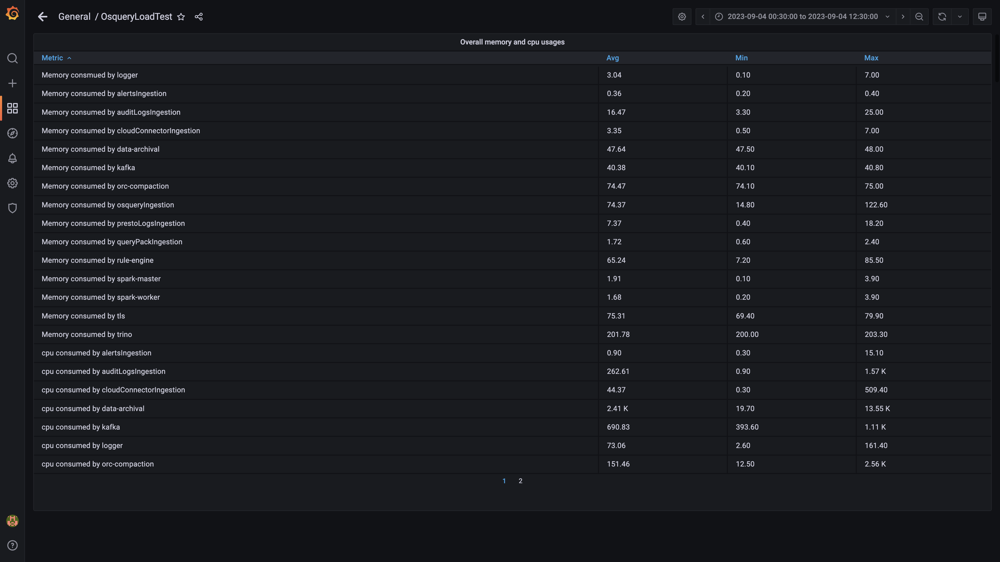 General / OsqueryLoadTest
2023-09-04 00:30:00 to 2023-09-04 12:30:00
Overall memory and cpu usages
Metric Avg Min Max
Memory consmued by logger 3.04 0.10 7.00
Memory consumed by alertsIngestion 0.36 0.20 0.40
Memory consumed by auditLogsIngestion 16.47 3.30 25.00
Memory consumed by cloudConnectorIngestion 3.35 0.50 7.00
Memory consumed by data-archival 47.64 47.50 48.00
Memory consumed by kafka 40.38 40.10 40.80
Memory consumed by orc-compaction 74.47 74.10 75.00
Memory consumed by osqueryIngestion 74.37 14.80 122.60
Memory consumed by prestoLogsIngestion 7.37 0.40 18.20
Memory consumed by queryPackIngestion 1.72 0.60 2.40
Memory consumed by rule-engine 65.24 7.20 85.50
Memory consumed by spark-master 1.91 0.10 3.90
Memory consumed by spark-worker 1.68 0.20 3.90
Memory consumed by tls 75.31 69.40 79.90
Memory consumed by trino 201.78 200.00 203.30
cpu consumed by alertsIngestion 0.90 0.30 15.10
cpu consumed by auditLogsIngestion 262.61 0.90 1.57 K
cpu consumed by cloudConnectorIngestion 44.37 0.30 509.40
cpu consumed by data-archival 2.41 K 19.70 13.55 K
cpu consumed by kafka 690.83 393.60 1.11 K
cpu consumed by logger 73.06 2.60 161.40
cpu consumed by orc-compaction 151.46 12.50 2.56 K
1 2